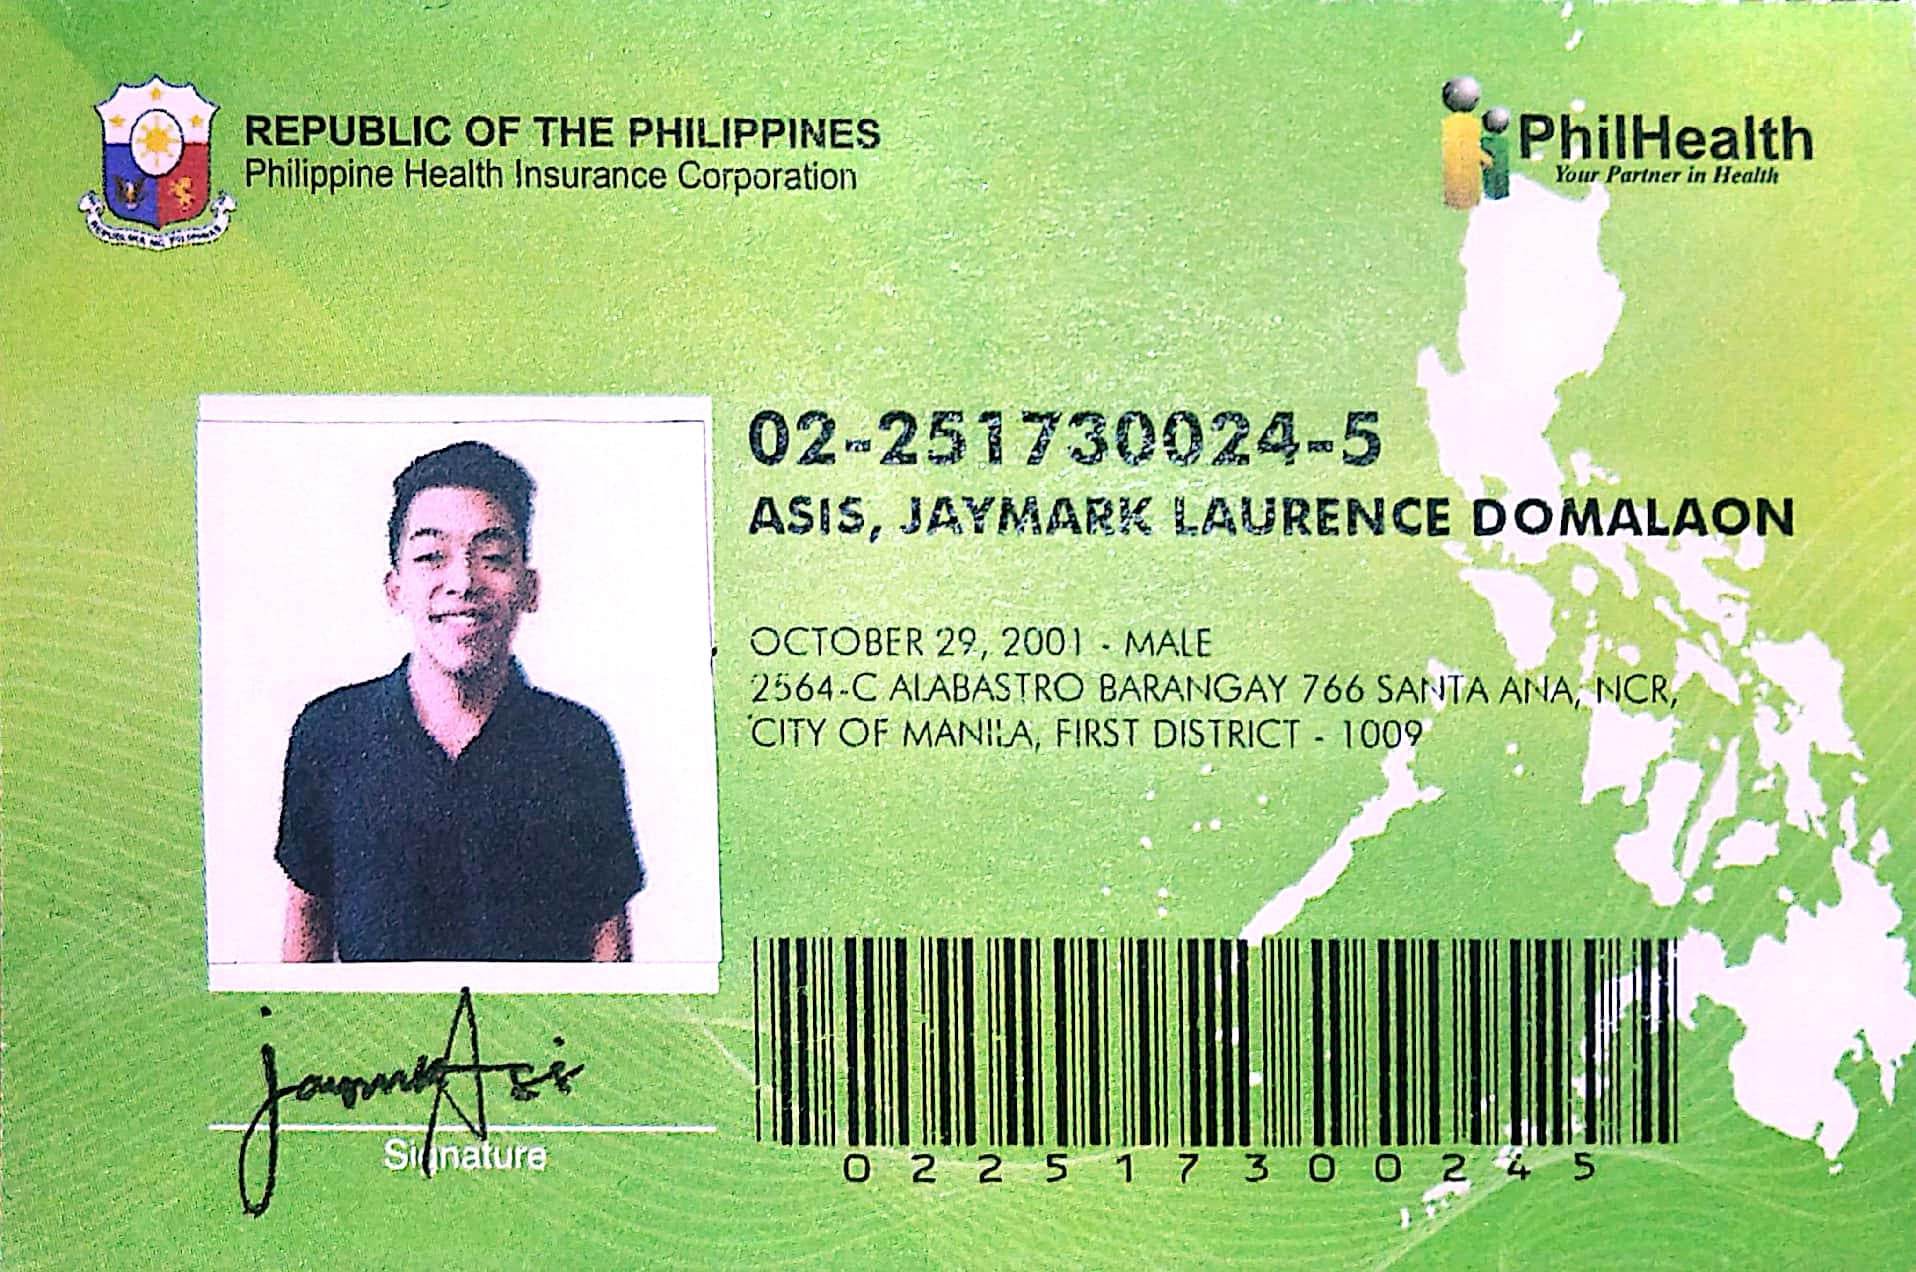 REPUBLIC OF THE PHILIPPINES
Philippine Health Insurance Corporation
PhilHealth
Your Partner in Health
02-251730024-5
ASIS, JAYMARK LAURENCE DOMALAON
OCTOBER 29, 2001 - MALE
2564-C ALABASTRO BARANGAY 766 SANTA ANA, NCR,
CITY OF MANILA, FIRST DISTRICT - 1009
jaymark Asis
Signature
022517300245